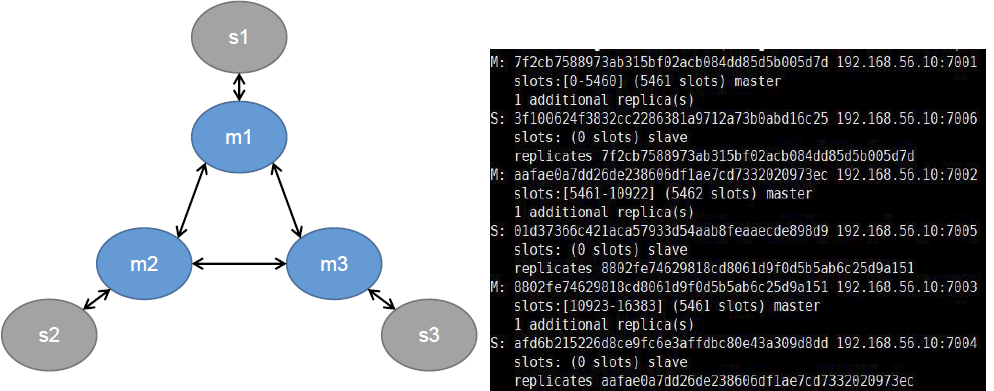 s1
m1
m2
m3
s2
s3
M: 7f2cb7588973ab315bf02acb084dd85d5b005d7d 192.168.56.10:7001
slots:[0-5460] (5461 slots) master
1 additional replica(s)
S: 3f100624f3832cc2286381a9712a73b0abd16c25 192.168.56.10:7006
slots: (0 slots) slave
replicates 7f2cb7588973ab315bf02acb084dd85d5b005d7d
M: aafae0a7dd26de238606df1ae7cd7332020973ec 192.168.56.10:7002
slots:[5461-10922] (5462 slots) master
1 additional replica(s)
S: 01d37366c421aca57933d54aab8feaaecde898d9 192.168.56.10:7005
slots: (0 slots) slave
replicates 8802fe74629818cd8061d9f0d5b5ab6c25d9a151
M: 8802fe74629818cd8061d9f0d5b5ab6c25d9a151 192.168.56.10:7003
slots:[10923-16383] (5461 slots) master
1 additional replica(s)
S: afd6b215226d8ce9fc6e3affdbc80e43a309d8dd 192.168.56.10:7004
slots: (0 slots) slave
replicates aafae0a7dd26de238606df1ae7cd7332020973ec